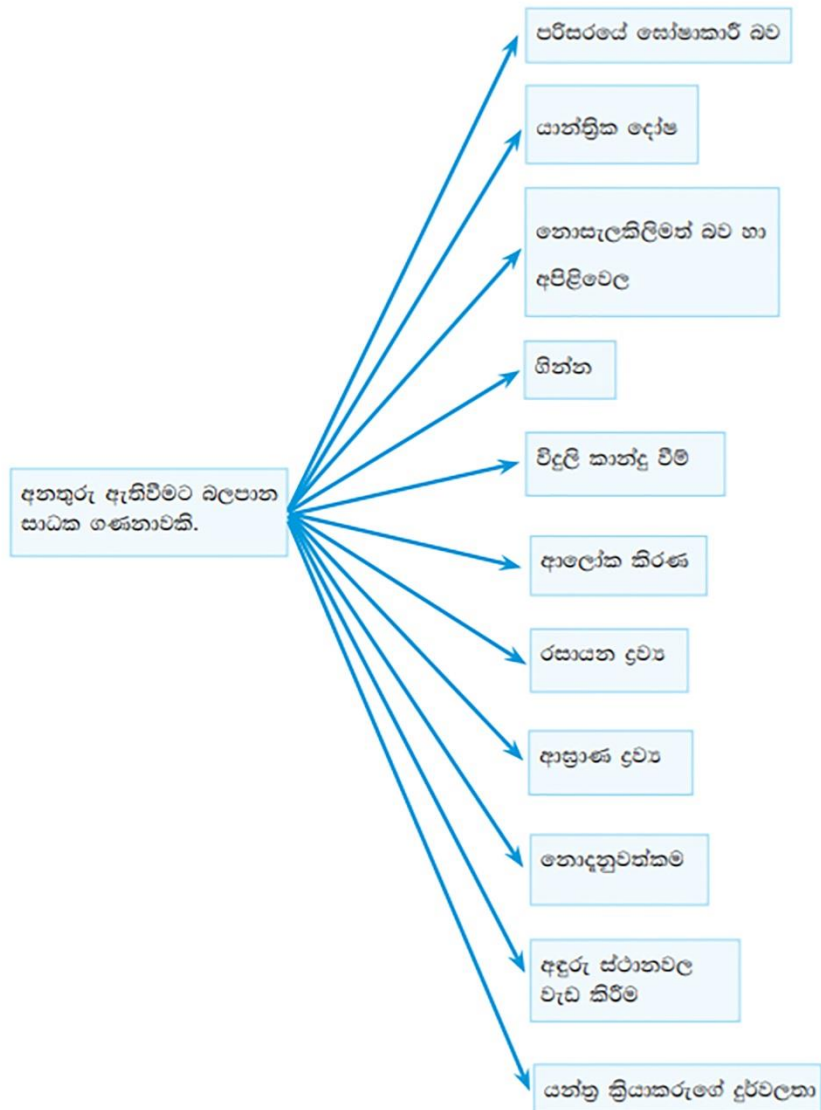 පරිසරයේ ඝෝෂාකාරී බව
යාන්ත්‍රික දෝෂ
නොසැලකිලිමත් බව හා
අපිළිවෙල
ගින්න
විදුලි කාන්දු වීම්
අනතුරු ඇතිවීමට බලපාන
සාධක ගණනාවකි.
ආලෝක කිරණ
රසායන ද්‍රව්‍ය
ආඝ්‍රාණ ද්‍රව්‍ය
නොදැනුවත්කම
අඳුරු ස්ථානවල
වැඩ කිරීම
යන්ත්‍ර ක්‍රියාකරුගේ දුර්වලතා